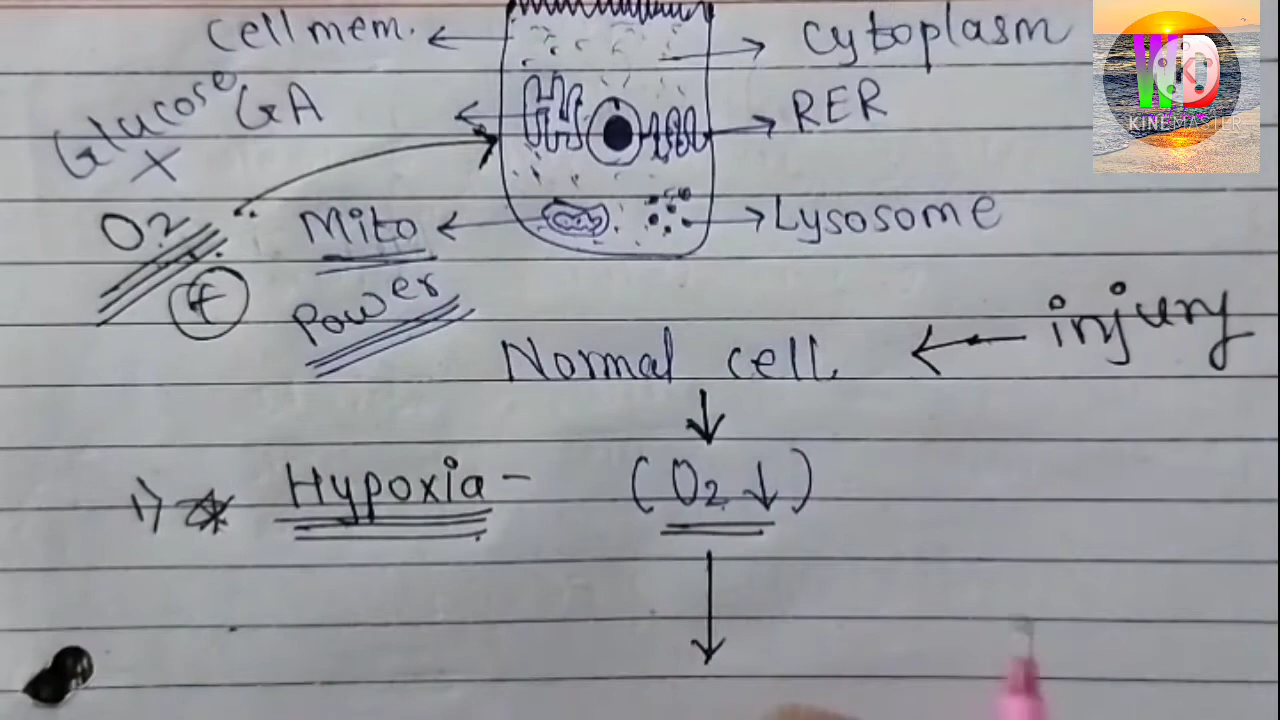 Cell mem.
Cytoplasm
Glucose
GA
RER
X
O2
Mito
Lysosome
+
Power
injury
Normal cell
1) Hypoxia - (O2 ↓)
KINEMASTER